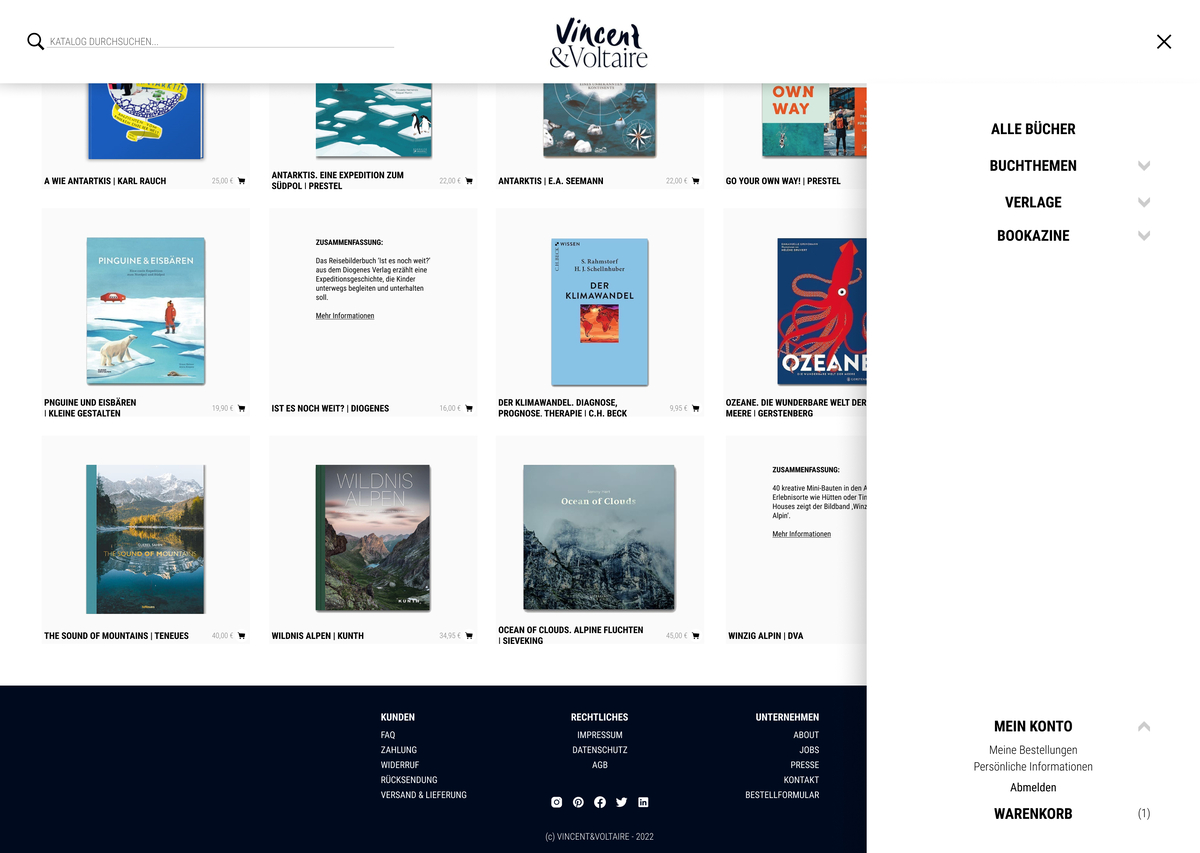 KATALOG DURCHSUCHEN...
Vincent
&Voltaire
OWN
WAY
A WIE ANTARTKIS | KARL RAUCH
25,00 €
ANTARKTIS. EINE EXPEDITION ZUM
SÜDPOL | PRESTEL
22,00 €
ANTARKTIS | E.A. SEEMANN
22,00 €
GO YOUR OWN WAY! | PRESTEL
PINGUINE & EISBÄREN
PNGUINE UND EISBÄREN
| KLEINE GESTALTEN
19,90 €
ZUSAMMENFASSUNG:
Das Reisebilderbuch 'Ist es noch weit?'
aus dem Diogenes Verlag erzählt eine
Expeditionsgeschichte, die Kinder
unterwegs begleiten und unterhalten
soll.
Mehr Informationen
IST ES NOCH WEIT? | DIOGENES
16,00 €
WISSEN
C.H.BECK
S. Rahmstorf
H. J. Schellnhuber
DER
KLIMAWANDEL
DER KLIMAWANDEL. DIAGNOSE,
PROGNOSE. THERAPIE | C.H. BECK
9,95 €
OZEANE
DIE WUNDERBARE WELT DER MEERE
OZEANE. DIE WUNDERBARE WELT DER
MEERE | GERSTENBERG
THE SOUND OF MOUNTAINS
THE SOUND OF MOUNTAINS | TENEUES
40,00 €
WILDNIS
ALPEN
KUNTH
WILDNIS ALPEN | KUNTH
34,95 €
Ocean of Clouds
OCEAN OF CLOUDS. ALPINE FLUCHTEN
| SIEVEKING
45,00 €
ZUSAMMENFASSUNG:
40 kreative Mini-Bauten in den A
Erlebnisorte wie Hütten oder Tin
Houses zeigt der Bildband ‚Winz
Alpin'.
Mehr Informationen
WINZIG ALPIN | DVA
ALLE BÜCHER
BUCHTHEMEN
VERLAGE
BOOKAZINE
MEIN KONTO
Meine Bestellungen
Persönliche Informationen
Abmelden
WARENKORB (1)
KUNDEN
FAQ
ZAHLUNG
WIDERRUF
RÜCKSENDUNG
VERSAND & LIEFERUNG
RECHTLICHES
IMPRESSUM
DATENSCHUTZ
AGB
UNTERNEHMEN
ABOUT
JOBS
PRESSE
KONTAKT
BESTELLFORMULAR
(c) VINCENT&VOLTAIRE - 2022